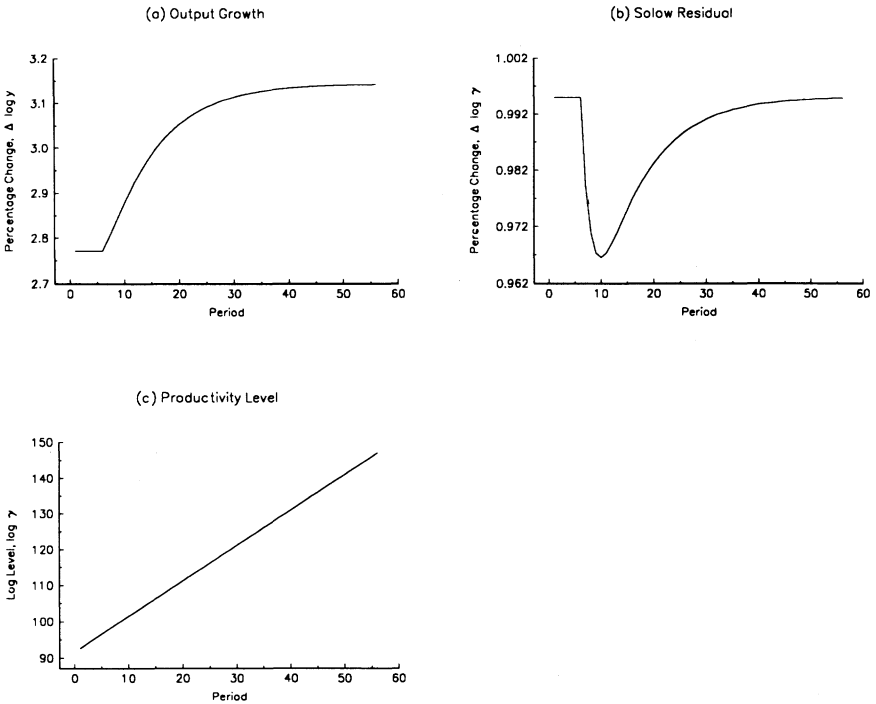 (a) Output Growth
Percentage Change, Δ log y
3.2
3.1
3.0
2.9
2.8
2.7
0 10 20 30 40 50 60
Period
(b) Solow Residual
Percentage Change, Δ log γ
1.002
0.992
0.982
0.972
0.962
0 10 20 30 40 50 60
Period
(c) Productivity Level
Log Level, log γ
150
140
130
120
110
100
90
0 10 20 30 40 50 60
Period